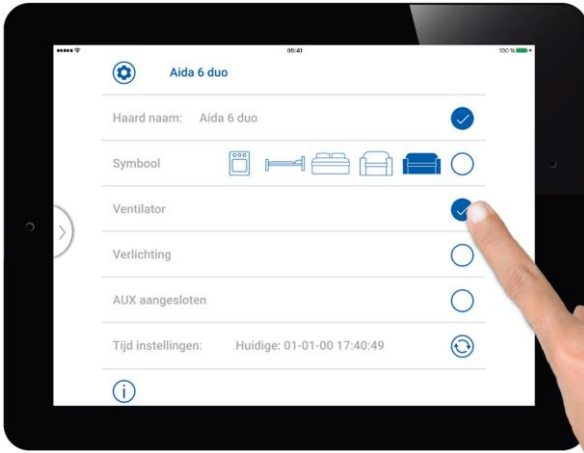 09:41
100 %
Aida 6 duo
Haard naam: Aida 6 duo
Symbool
Ventilator
Verlichting
AUX aangesloten
Tijd instellingen: Huidige: 01-01-00 17:40:49
i